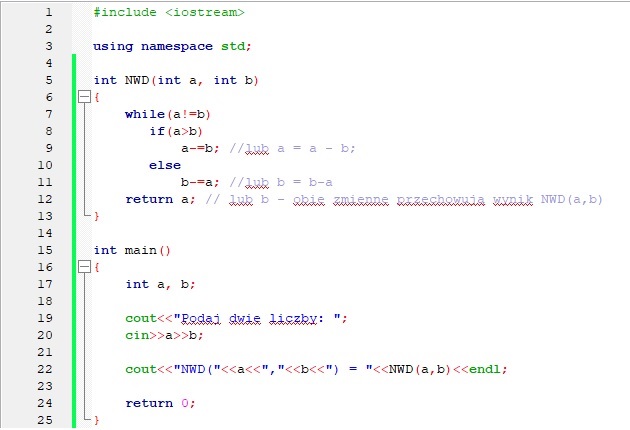 1 #include <iostream>
2
3 using namespace std;
4
5 int NWD(int a, int b)
6 {
7 while(a!=b)
8 if(a>b)
9 a-=b; //lub a = a - b;
10 else
11 b-=a; //lub b = b-a
12 return a; // lub b - obie zmienne przechowują wynik NWD(a,b)
13 }
14
15 int main()
16 {
17 int a, b;
18
19 cout<<"Podaj dwie liczby: ";
20 cin>>a>>b;
21
22 cout<<"NWD("<<a<<","<<b<<") = "<<NWD(a,b)<<endl;
23
24 return 0;
25 }